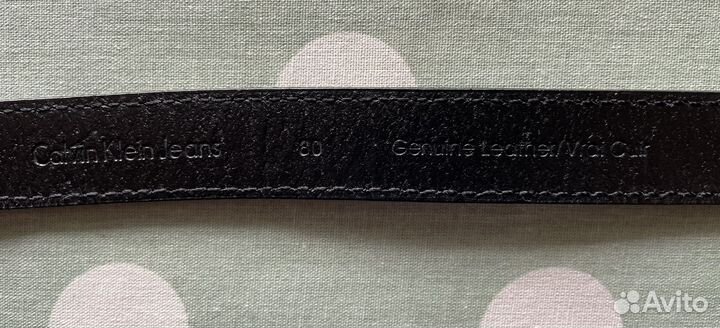 Calvin Klein Jeans 80 Genuine Leather/Vrai Cuir
Avito